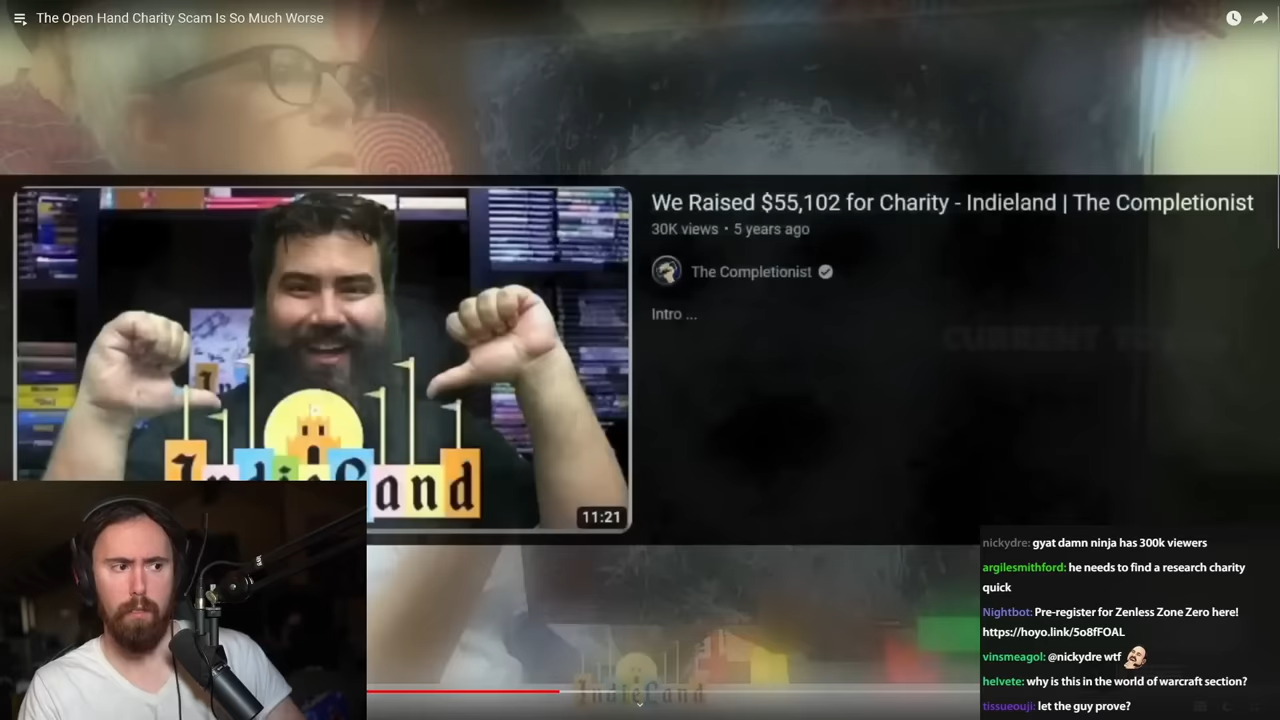 The Open Hand Charity Scam Is So Much Worse
We Raised $55,102 for Charity - Indieland | The Completionist
30K views • 5 years ago
The Completionist
Intro ...
CURRENT
IndieLand
11:21
nickydre: gyat damn ninja has 300k viewers
argilesmithford: he needs to find a research charity
quick
Nightbot: Pre-register for Zenless Zone Zero here!
https://hoyo.link/5o8fFOAL
vinsmeagol: @nickydre wtf
helvete: why is this in the world of warcraft section?
tissueouji: let the guy prove?
IndieLand